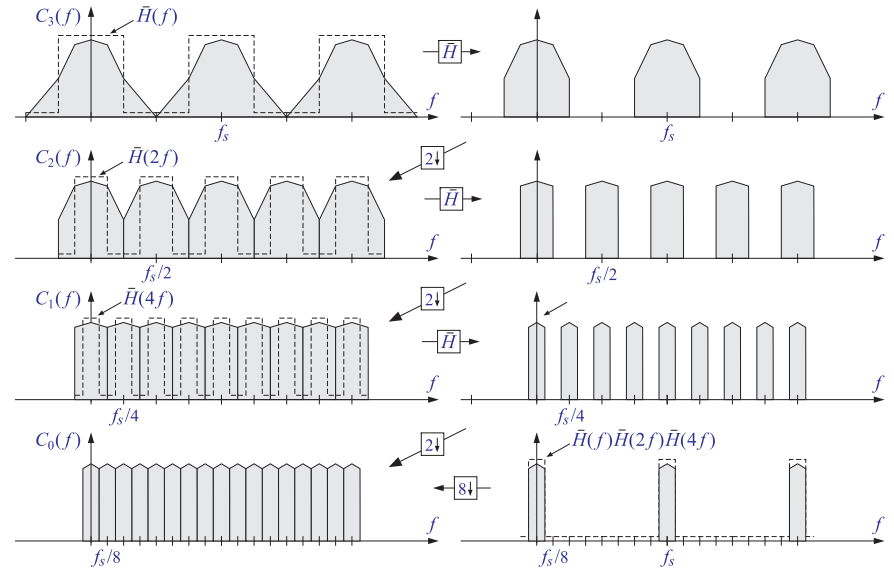 C₃(f) H̄(f) H̄ f f
fₛ fₛ
C₂(f) H̄(2f) 2↓ H̄ f f
fₛ/2 fₛ/2
C₁(f) H̄(4f) 2↓ H̄ f f
fₛ/4 fₛ/4
C₀(f) 2↓ H̄(f)H̄(2f)H̄(4f)
8↓ f f
fₛ/8 fₛ/8 fₛ